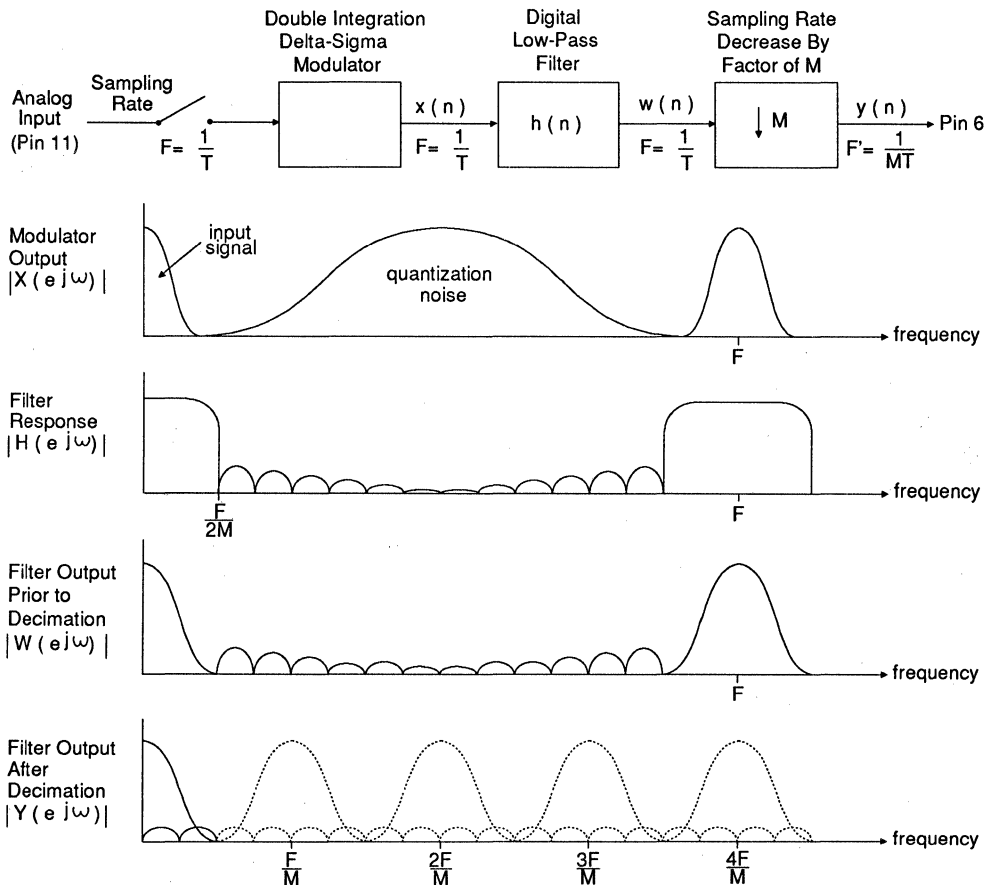 Double Integration
Delta-Sigma
Modulator
Digital
Low-Pass
Filter
Sampling Rate
Decrease By
Factor of M
Analog
Input
(Pin 11)
Sampling
Rate
F= 1/T
x(n)
F= 1/T
h(n)
w(n)
F= 1/T
↓ M
y(n)
F'= 1/MT
Pin 6
Modulator
Output
|X(e jω)|
input
signal
quantization
noise
frequency
F
Filter
Response
|H(e jω)|
frequency
F/2M
F
Filter Output
Prior to
Decimation
|W(e jω)|
frequency
F
Filter Output
After
Decimation
|Y(e jω)|
frequency
F/M
2F/M
3F/M
4F/M